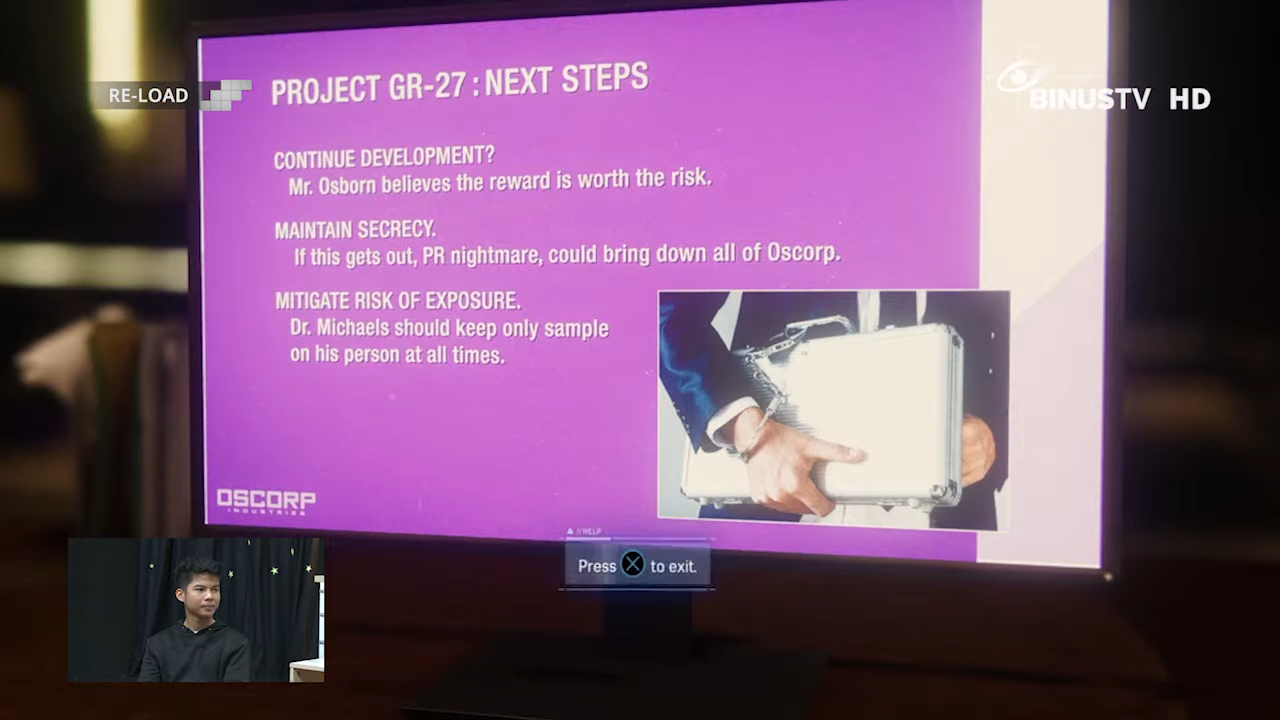 RE-LOAD
BINUSTV HD
PROJECT GR-27 : NEXT STEPS
CONTINUE DEVELOPMENT?
Mr. Osborn believes the reward is worth the risk.
MAINTAIN SECRECY.
If this gets out, PR nightmare, could bring down all of Oscorp.
MITIGATE RISK OF EXPOSURE.
Dr. Michaels should keep only sample
on his person at all times.
OSCORP
INDUSTRIES
// HELP
Press X to exit.